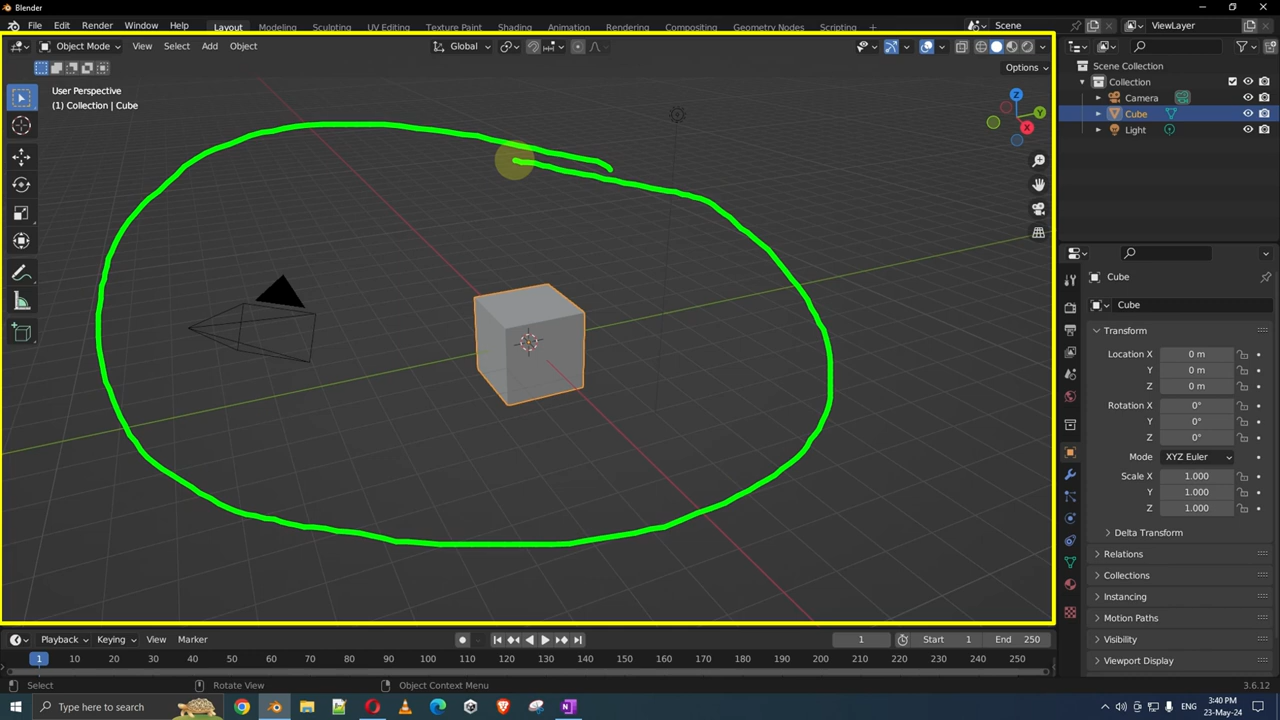 Blender
File Edit Render Window Help Layout Modeling Sculpting UV Editing Texture Paint Shading Animation Rendering Compositing Geometry Nodes Scripting + Scene ViewLayer
Object Mode View Select Add Object Global
Options
User Perspective
(1) Collection | Cube
Z
Y
X
Scene Collection
Collection
Camera
Cube
Light
Cube
Cube
Transform
Location X 0 m
Y 0 m
Z 0 m
Rotation X 0°
Y 0°
Z 0°
Mode XYZ Euler
Scale X 1.000
Y 1.000
Z 1.000
Delta Transform
Relations
Collections
Instancing
Motion Paths
Visibility
Viewport Display
Playback Keying View Marker 1 Start 1 End 250
1 10 20 30 40 50 60 70 80 90 100 110 120 130 140 150 160 170 180 190 200 210 220 230 240 250
Select Rotate View Object Context Menu 3.6.12
Type here to search ENG 3:40 PM
23-May-24